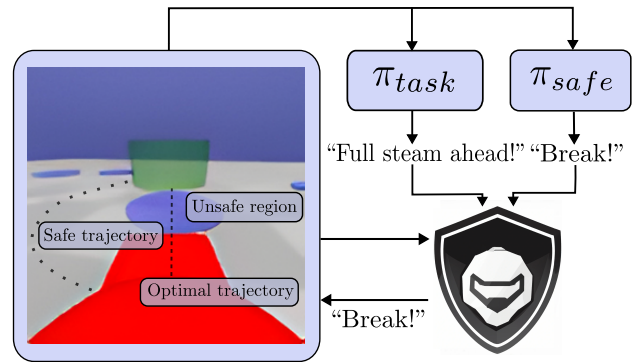 π_task
π_safe
“Full steam ahead!”
“Break!”
Unsafe region
Safe trajectory
Optimal trajectory
“Break!”